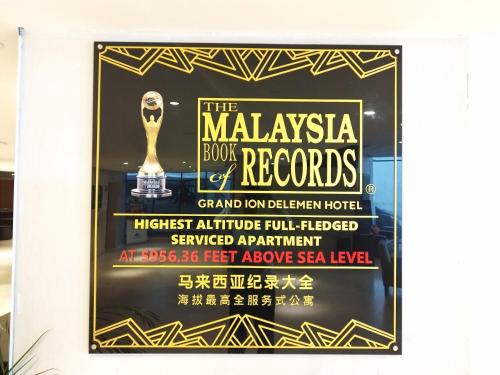 THE
MALAYSIA
BOOK
of RECORDS
®
GRAND ION DELEMEN HOTEL
HIGHEST ALTITUDE FULL-FLEDGED
SERVICED APARTMENT
AT 5956.36 FEET ABOVE SEA LEVEL
马来西亚纪录大全
海拔最高全服务式公寓